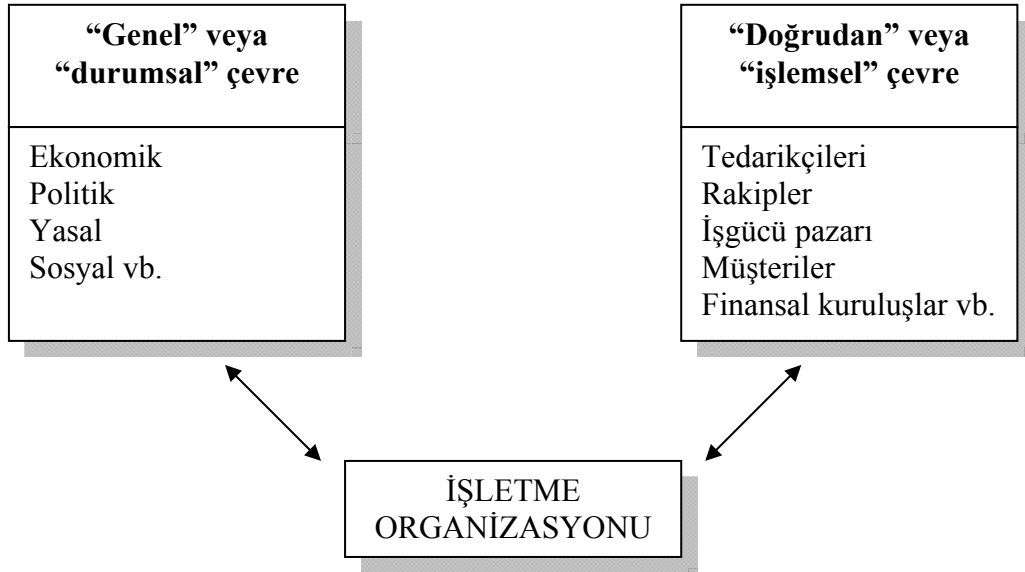 “Genel” veya
“durumsal” çevre
Ekonomik
Politik
Yasal
Sosyal vb.
“Doğrudan” veya
“işlemsel” çevre
Tedarikçileri
Rakipler
İşgücü pazarı
Müşteriler
Finansal kuruluşlar vb.
İŞLETME
ORGANİZASYONU